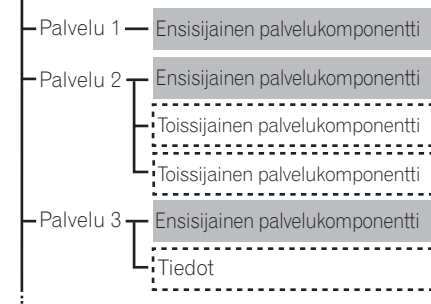 Palvelu 1 Ensisijainen palvelukomponentti
Palvelu 2 Ensisijainen palvelukomponentti
Toissijainen palvelukomponentti
Toissijainen palvelukomponentti
Palvelu 3 Ensisijainen palvelukomponentti
Tiedot